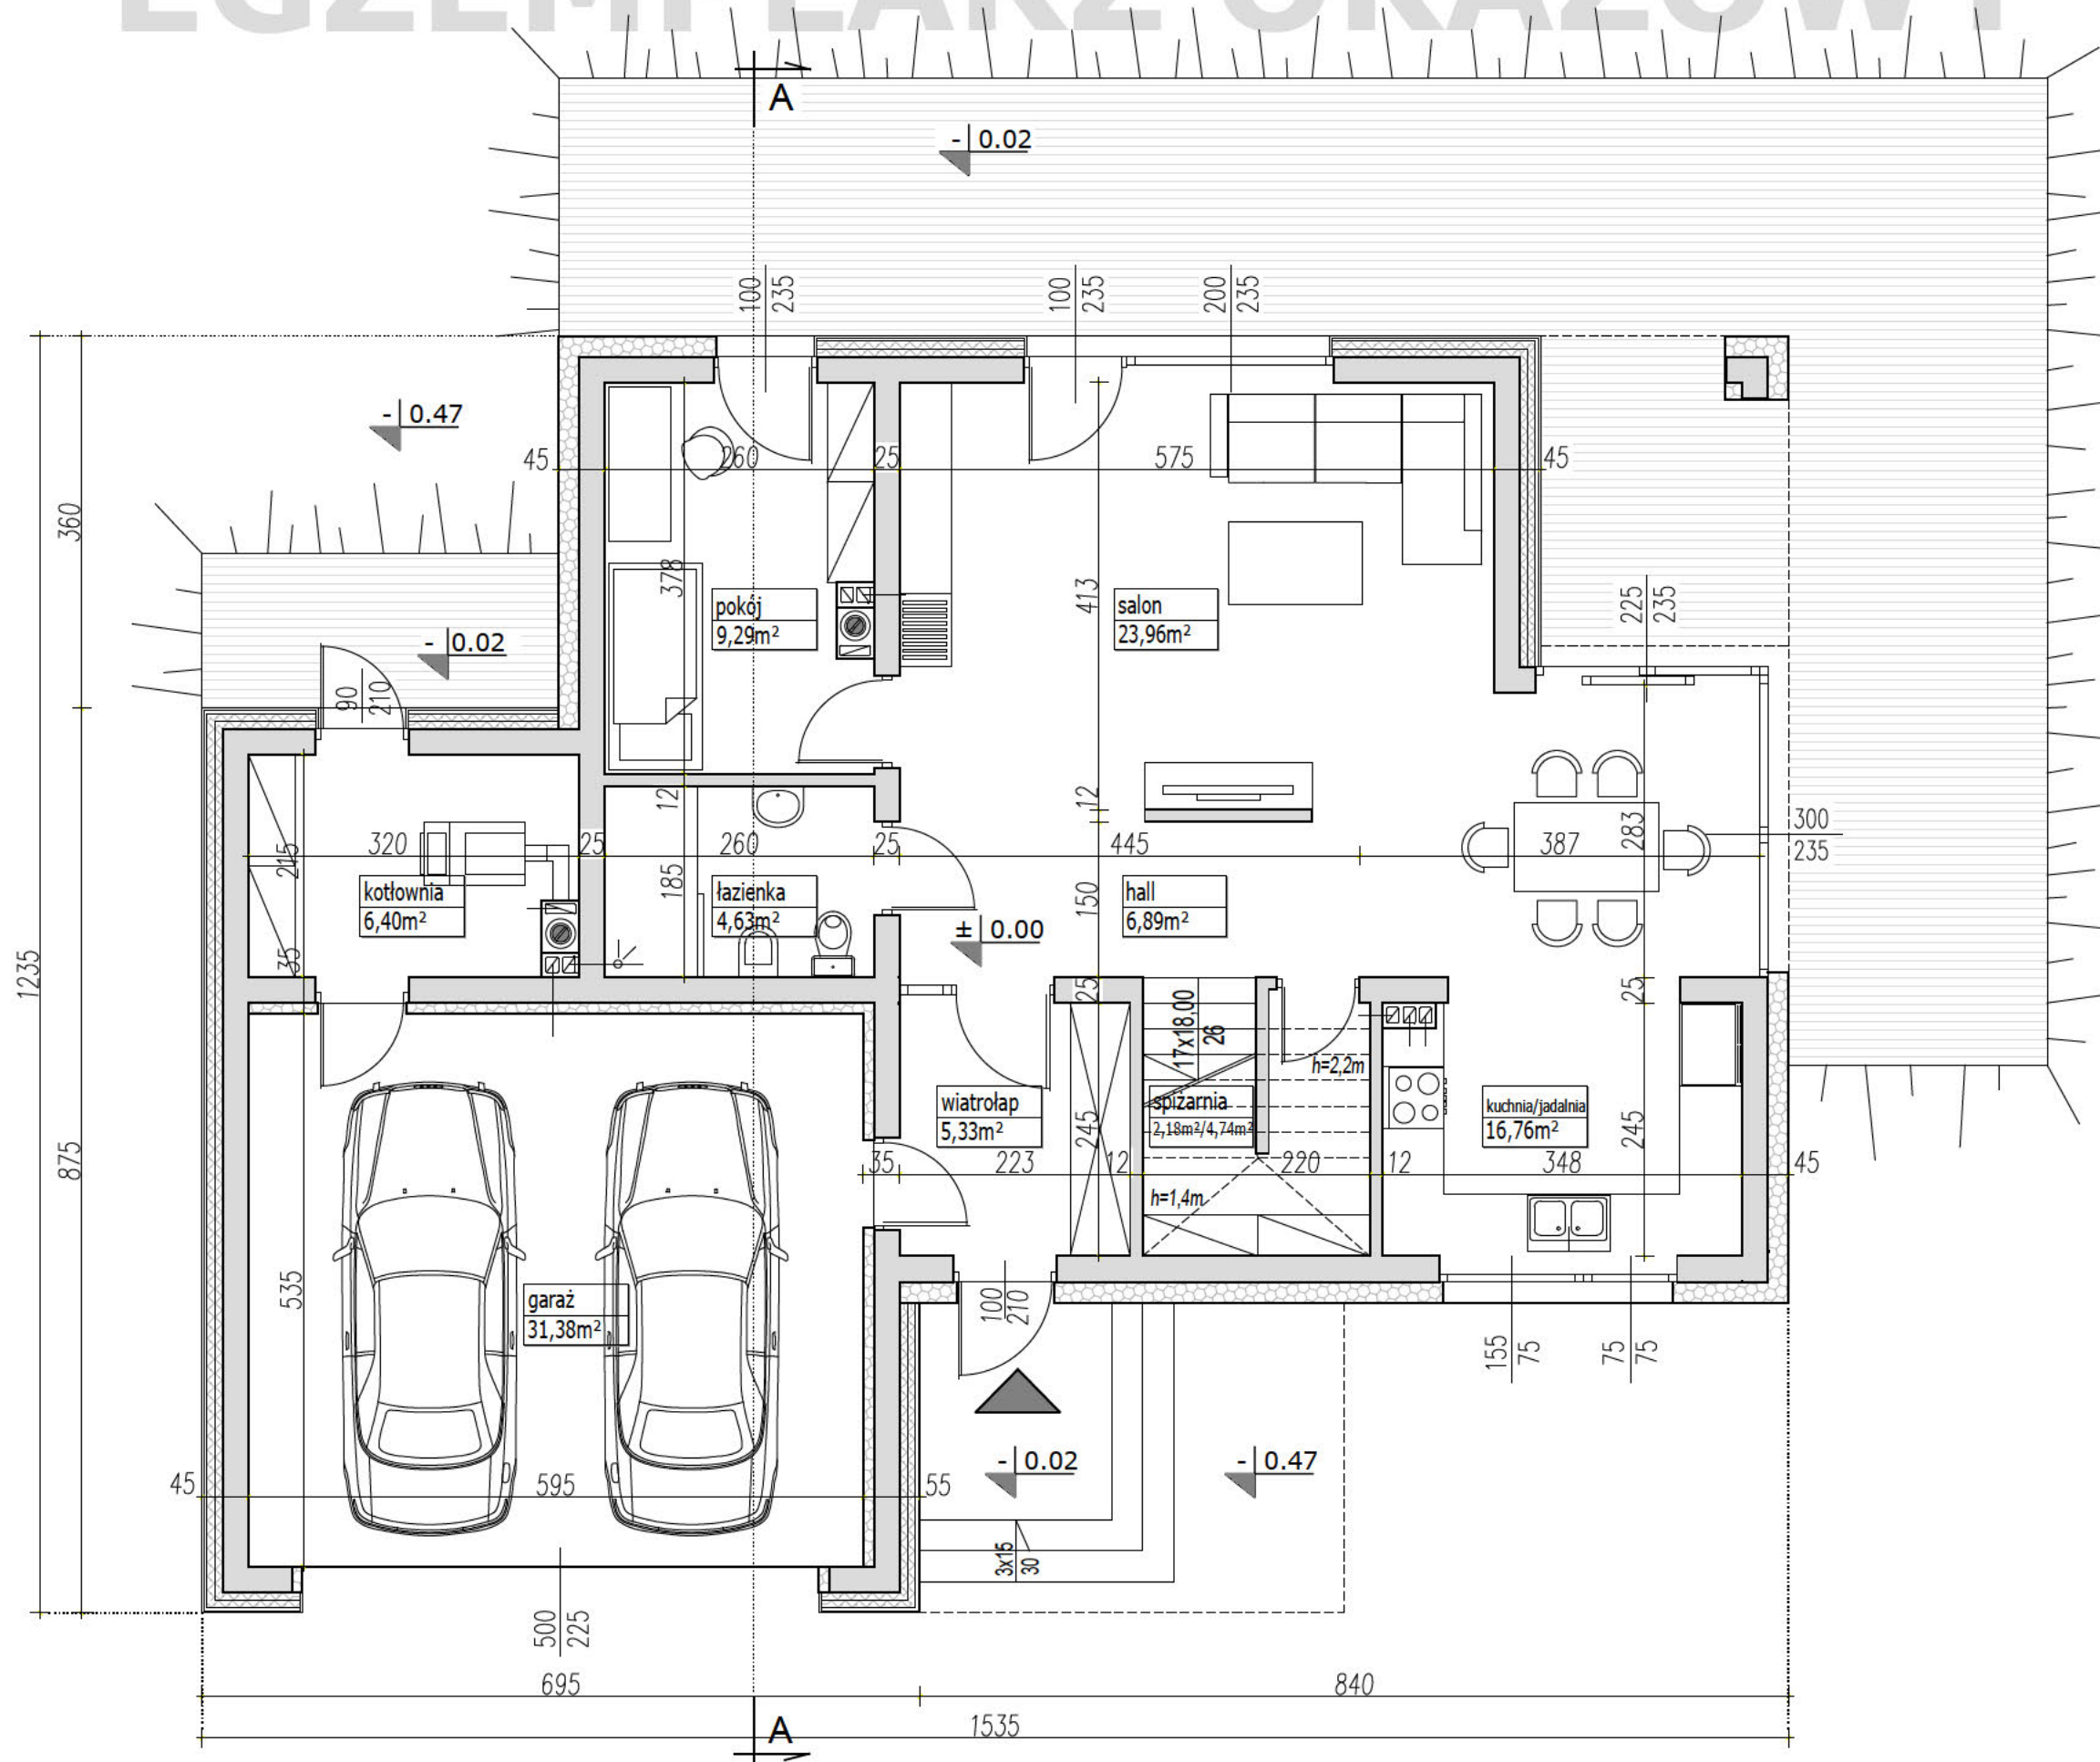 EGZEMPLARZ OKAZOWY
A
- 0.02
100
235
100
235
200
235
- 0.47
45
260
25
575
45
360
378
413
pokój
9,29m²
salon
23,96m²
225
235
- 0.02
90
210
12
12
320
25
260
25
445
387
283
300
235
215
185
150
kotłownia
6,40m²
łazienka
4,63m²
hall
6,89m²
± 0.00
35
25
25
1235
17x18,00
26
h=2,2m
wiatrołap
5,33m²
spiżarnia
2,18m²/4,74m²
kuchnia/jadalnia
16,76m²
245
245
875
35
223
12
220
12
348
45
h=1,4m
535
garaż
31,38m²
100
210
155
75
75
75
- 0.02
- 0.47
45
595
55
3x15
30
500
225
695
840
A
1535